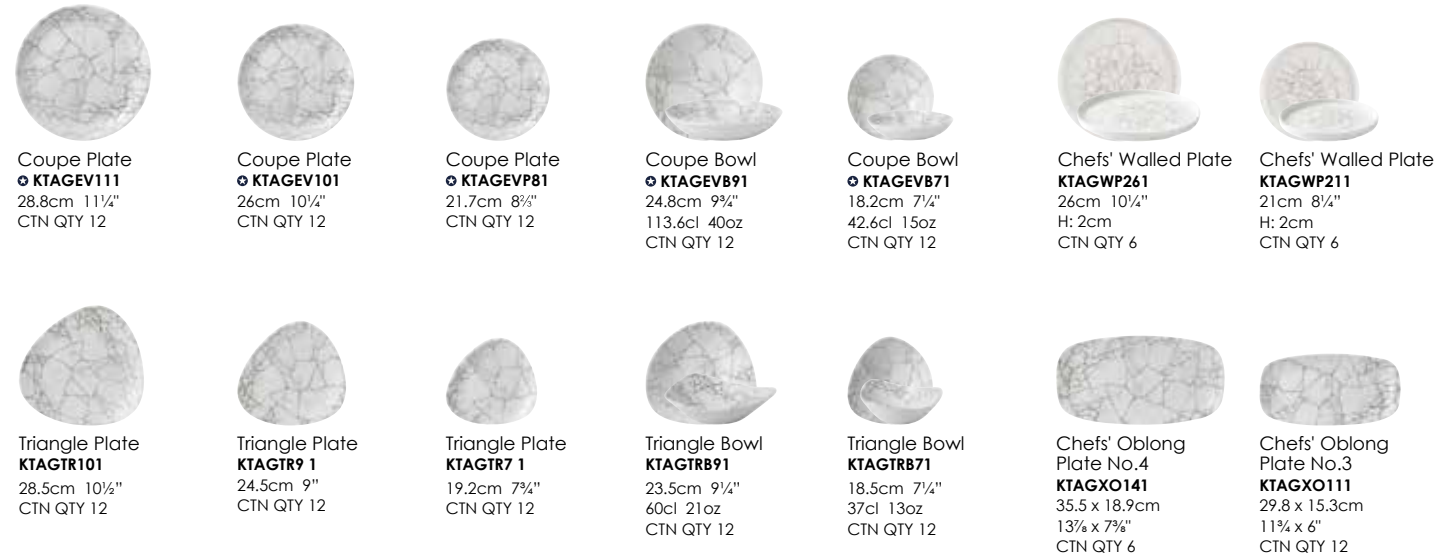 Coupe Plate
✪ KTAGEV111
28.8cm 11¼"
CTN QTY 12
Coupe Plate
✪ KTAGEV101
26cm 10¼"
CTN QTY 12
Coupe Plate
✪ KTAGEVP81
21.7cm 8⅔"
CTN QTY 12
Coupe Bowl
✪ KTAGEVB91
24.8cm 9¾"
113.6cl 40oz
CTN QTY 12
Coupe Bowl
✪ KTAGEVB71
18.2cm 7¼"
42.6cl 15oz
CTN QTY 12
Chefs' Walled Plate
KTAGWP261
26cm 10¼"
H: 2cm
CTN QTY 6
Chefs' Walled Plate
KTAGWP211
21cm 8¼"
H: 2cm
CTN QTY 6
Triangle Plate
KTAGTR101
28.5cm 10½"
CTN QTY 12
Triangle Plate
KTAGTR9 1
24.5cm 9"
CTN QTY 12
Triangle Plate
KTAGTR7 1
19.2cm 7¾"
CTN QTY 12
Triangle Bowl
KTAGTRB91
23.5cm 9¼"
60cl 21oz
CTN QTY 12
Triangle Bowl
KTAGTRB71
18.5cm 7¼"
37cl 13oz
CTN QTY 12
Chefs' Oblong
Plate No.4
KTAGXO141
35.5 x 18.9cm
13⅞ x 7⅜"
CTN QTY 6
Chefs' Oblong
Plate No.3
KTAGXO111
29.8 x 15.3cm
11¾ x 6"
CTN QTY 12